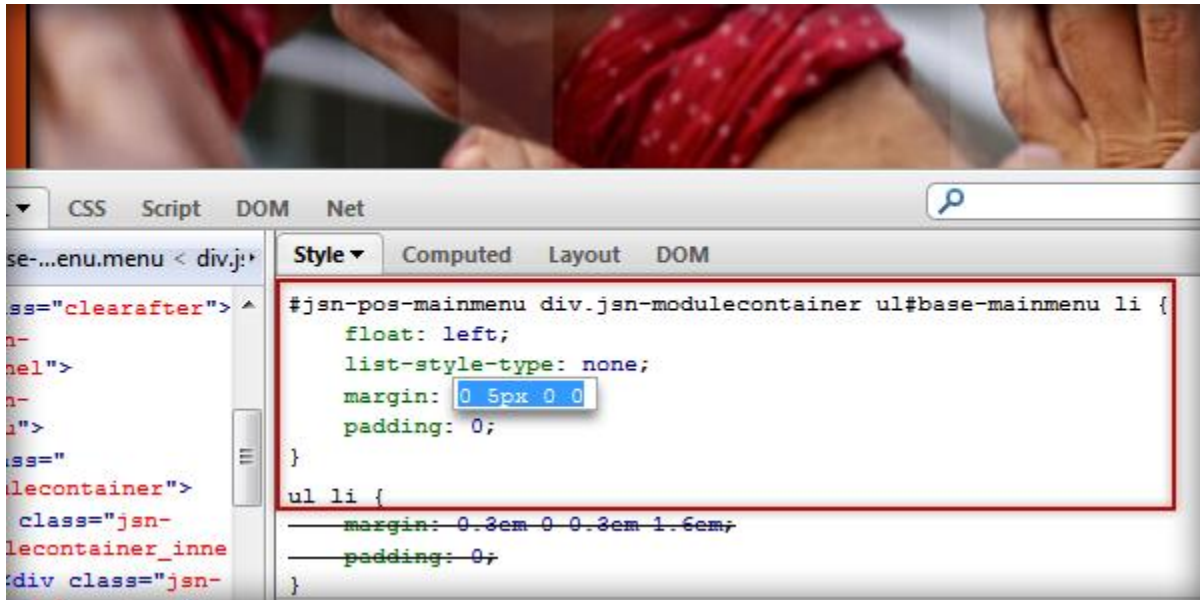 CSS Script DOM Net
se-...enu.menu < div.j
Style Computed Layout DOM
ss="clearafter">
n-
nel">
n-
u">
ass="
lecontainer">
class="jsn-
lecontainer_inne
<div class="jsn-
#jsn-pos-mainmenu div.jsn-modulecontainer ul#base-mainmenu li {
float: left;
list-style-type: none;
margin: 0 5px 0 0
padding: 0;
}
ul li {
margin: 0.3em 0 0.3em 1.6em;
padding: 0;
}